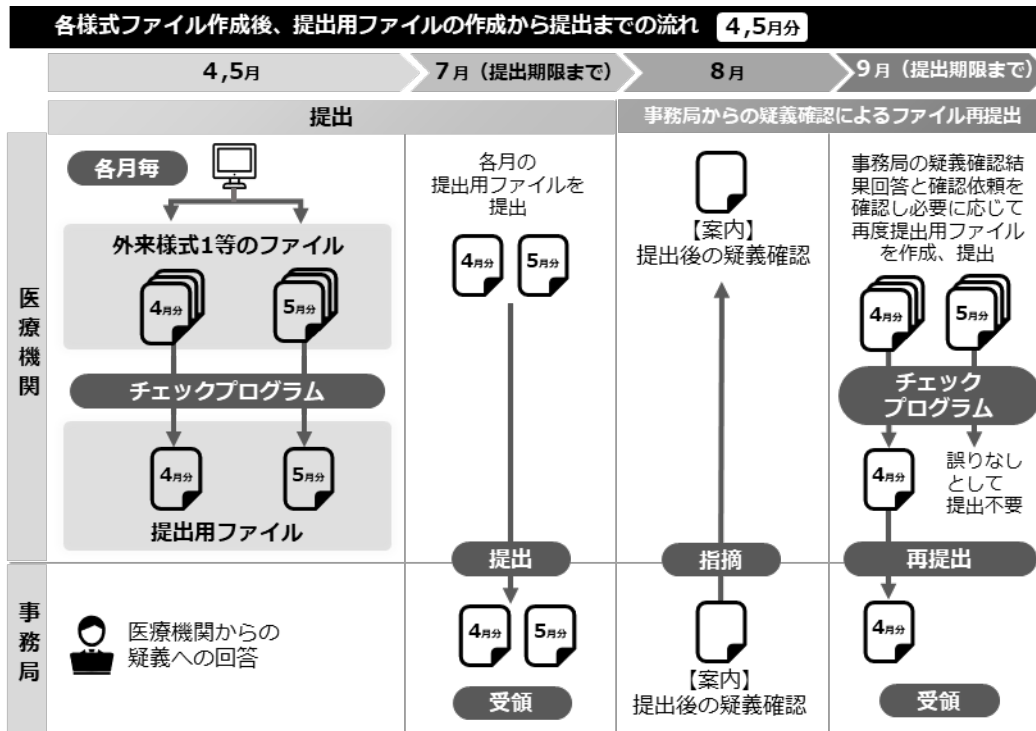 各様式ファイル作成後、提出用ファイルの作成から提出までの流れ 4,5月分
4,5月
7月（提出期限まで）
8月
9月（提出期限まで）
提出
事務局からの疑義確認によるファイル再提出
医療機関
各月毎
外来様式1等のファイル
4月分
5月分
チェックプログラム
4月分
5月分
提出用ファイル
各月の
提出用ファイルを
提出
4月分
5月分
提出
【案内】
提出後の疑義確認
指摘
事務局の疑義確認結
果回答と確認依頼を
確認し必要に応じて
再度提出用ファイル
を作成、提出
4月分
5月分
チェック
プログラム
4月分
誤りなし
として
提出不要
再提出
事務局
医療機関からの
疑義への回答
4月分
5月分
受領
【案内】
提出後の疑義確認
4月分
受領